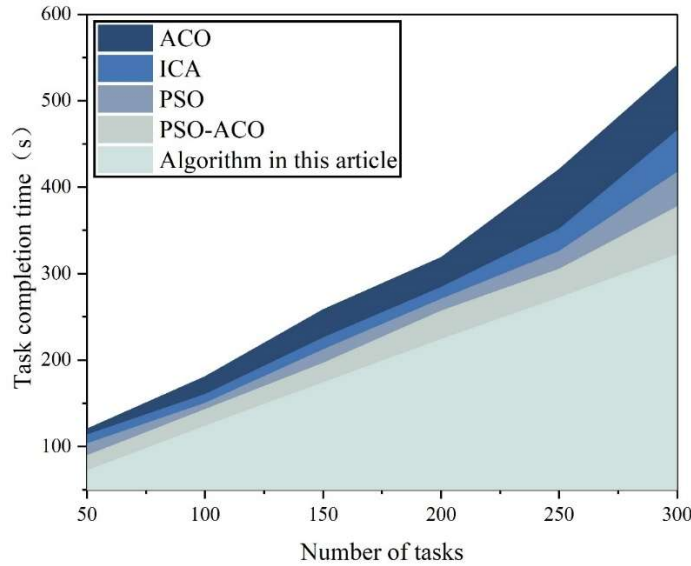 600
500
400
300
200
100
Task completion time（s）
ACO
ICA
PSO
PSO-ACO
Algorithm in this article
50
100
150
200
250
300
Number of tasks